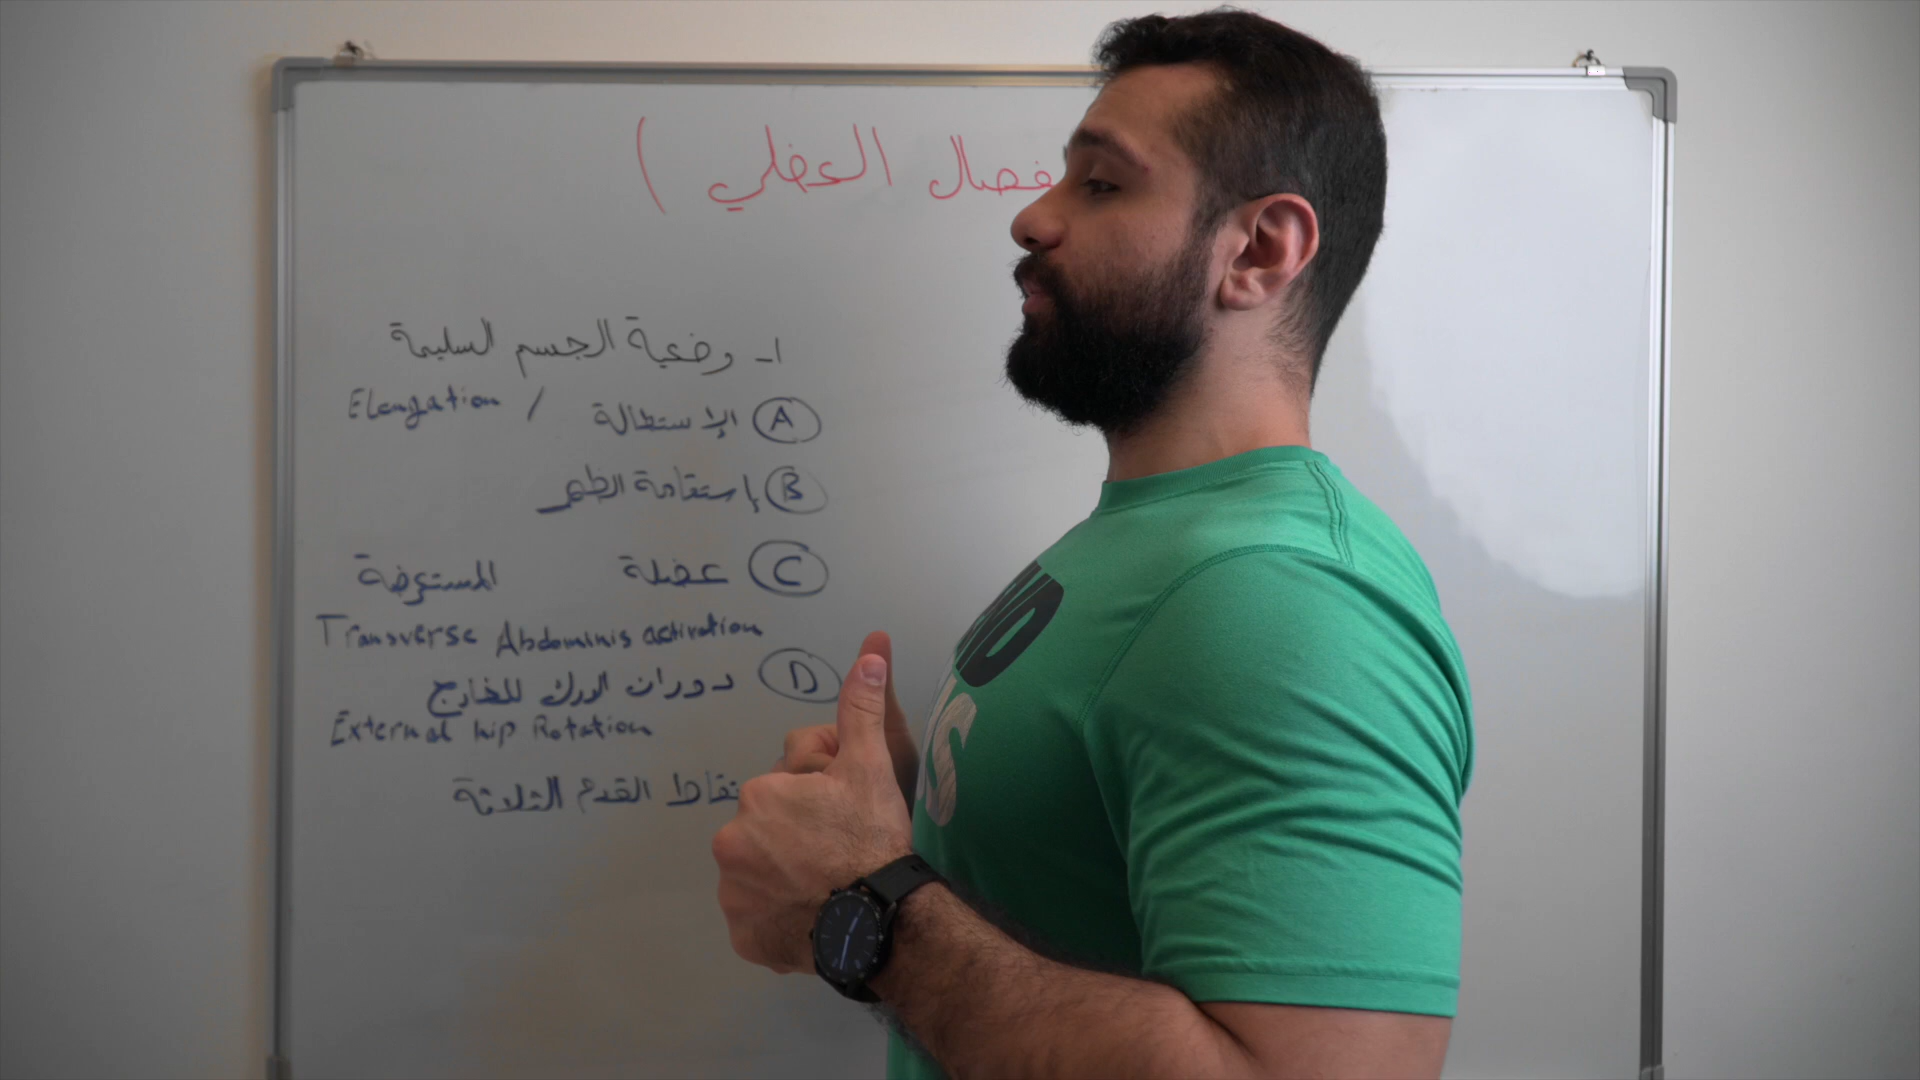 فصال العضلي )
١- وضعية الجسم السليمة
A الإستطالة / Elongation
B إستقامة الظهر
C عضلة المستعرضة
Transverse Abdominis activation
D دوران الورك للخارج
External hip Rotation
نقاط القدم الثلاثة